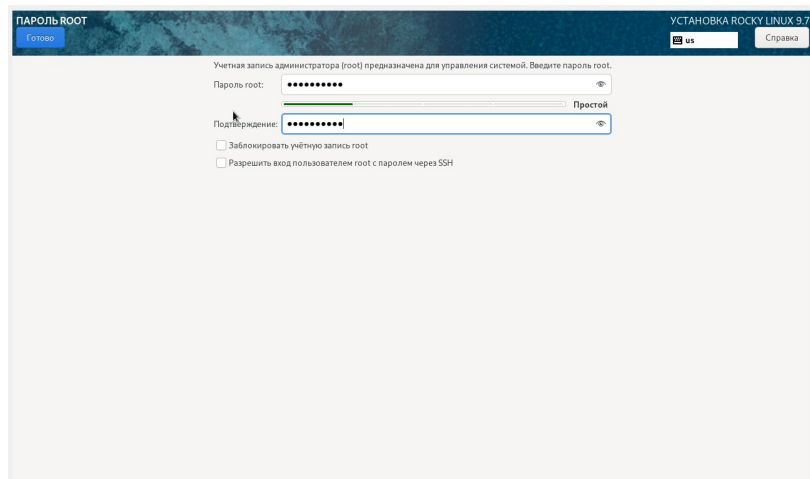 ПАРОЛЬ ROOT
УСТАНОВКА ROCKY LINUX 9.7
Готово
us
Справка
Учетная запись администратора (root) предназначена для управления системой. Введите пароль root.
Пароль root: ●●●●●●●●●●
Простой
Подтверждение: ●●●●●●●●●●
Заблокировать учётную запись root
Разрешить вход пользователем root с паролем через SSH